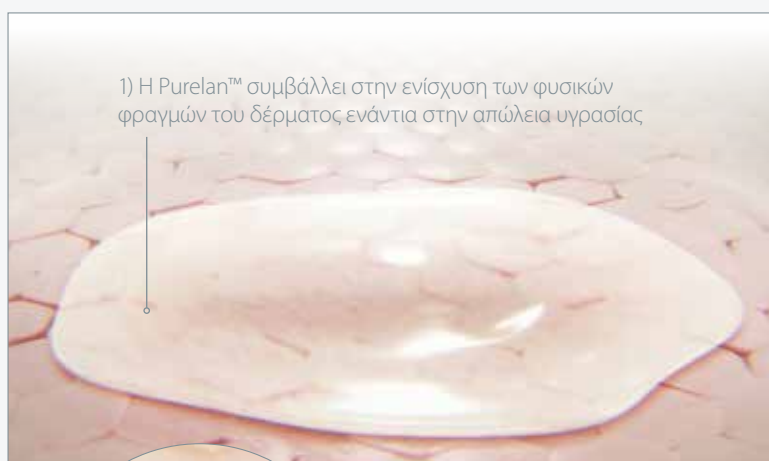 1) Η Purelan™ συμβάλλει στην ενίσχυση των φυσικών
φραγμών του δέρματος ενάντια στην απώλεια υγρασίας